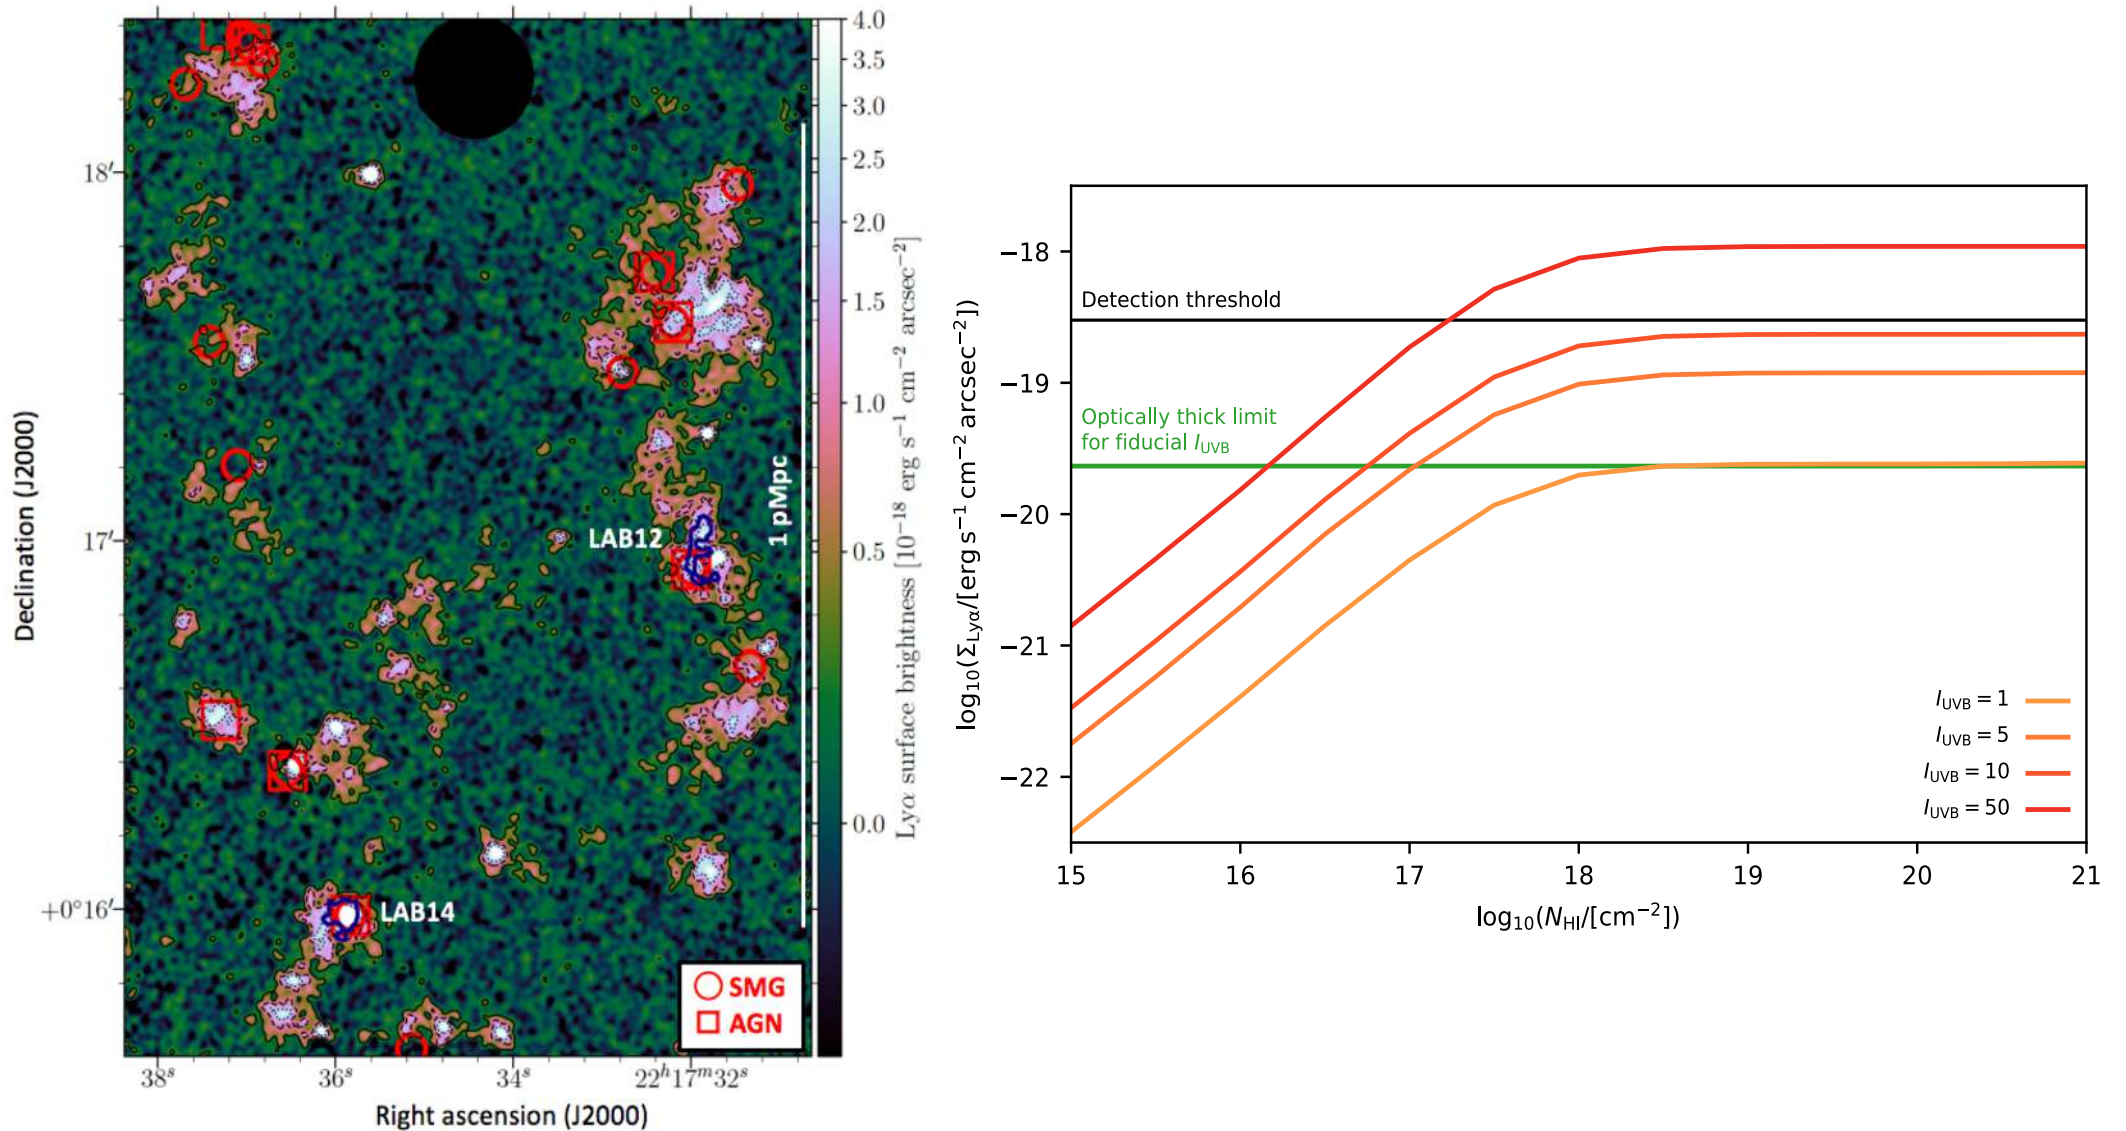 4.0
3.5
3.0
2.5
2.0
1.5
1.0
0.5
0.0
Lyα surface brightness [10⁻¹⁸ erg s⁻¹ cm⁻² arcsec⁻²]
18′
17′
+0°16′
Declination (J2000)
38ˢ
36ˢ
34ˢ
22ʰ17ᵐ32ˢ
Right ascension (J2000)
1 pMpc
LAB12
LAB14
SMG
AGN
−18
−19
−20
−21
−22
log₁₀(Σ_Lyα/[erg s⁻¹ cm⁻² arcsec⁻²])
Detection threshold
Optically thick limit
for fiducial I_UVB
I_UVB = 1
I_UVB = 5
I_UVB = 10
I_UVB = 50
15
16
17
18
19
20
21
log₁₀(N_HI/[cm⁻²])